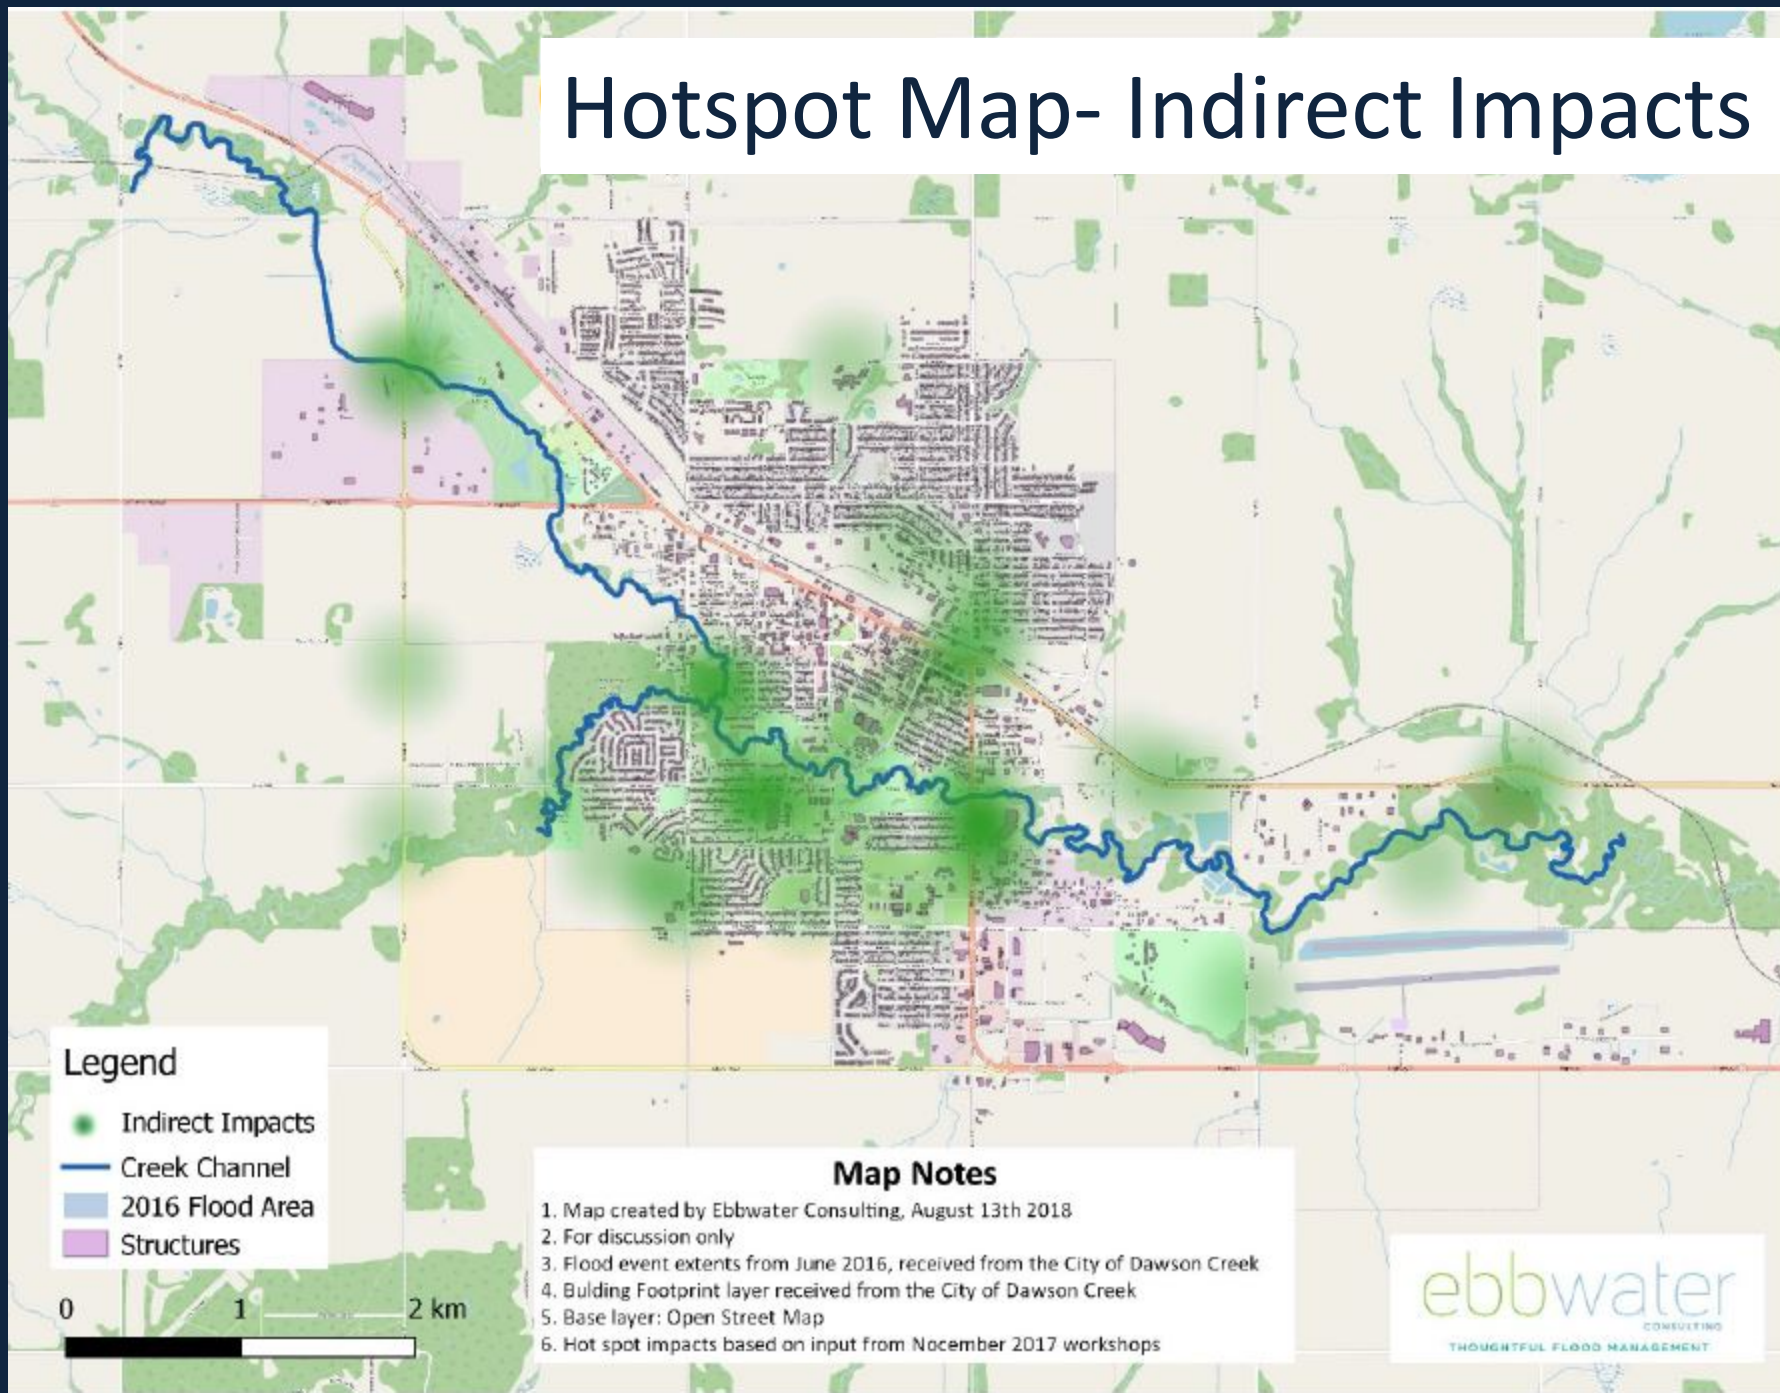 Hotspot Map- Indirect Impacts
Legend
Indirect Impacts
Creek Channel
2016 Flood Area
Structures
0 1 2 km
Map Notes
1. Map created by Ebbwater Consulting, August 13th 2018
2. For discussion only
3. Flood event extents from June 2016, received from the City of Dawson Creek
4. Bulding Footprint layer received from the City of Dawson Creek
5. Base layer: Open Street Map
6. Hot spot impacts based on input from Nocember 2017 workshops
ebbwater
CONSULTING
THOUGHTFUL FLOOD MANAGEMENT